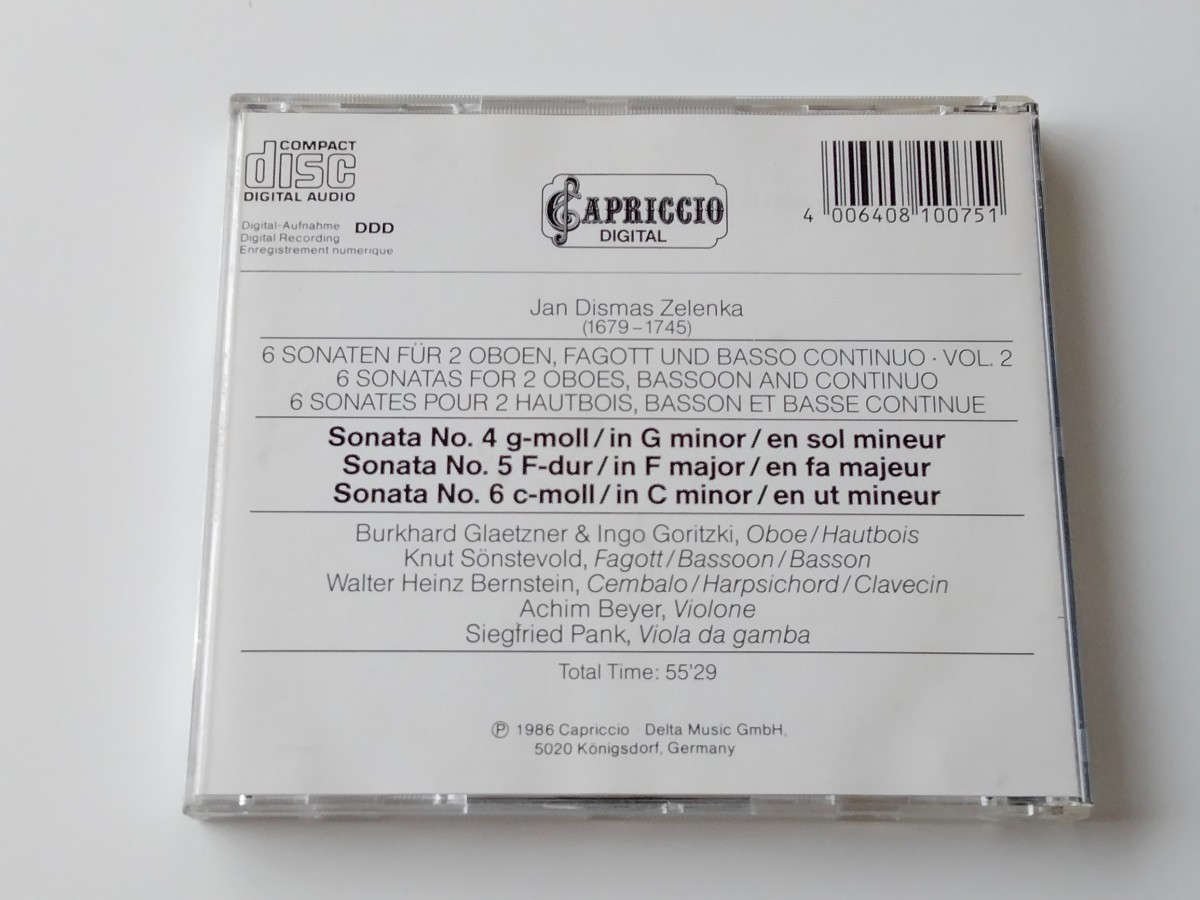 COMPACT
disc
DIGITAL AUDIO
Digital-Aufnahme DDD
Digital Recording
Enregistrement numerique
CAPRICCIO
DIGITAL
4 006408 100751
Jan Dismas Zelenka
(1679–1745)
6 SONATEN FÜR 2 OBOEN, FAGOTT UND BASSO CONTINUO · VOL. 2
6 SONATAS FOR 2 OBOES, BASSOON AND CONTINUO
6 SONATES POUR 2 HAUTBOIS, BASSON ET BASSE CONTINUE
Sonata No. 4 g-moll/in G minor/en sol mineur
Sonata No. 5 F-dur/in F major/en fa majeur
Sonata No. 6 c-moll/in C minor/en ut mineur
Burkhard Glaetzner & Ingo Goritzki, Oboe/Hautbois
Knut Sönstevold, Fagott/Bassoon/Basson
Walter Heinz Bernstein, Cembalo/Harpsichord/Clavecin
Achim Beyer, Violone
Siegfried Pank, Viola da gamba
Total Time: 55'29
℗ 1986 Capriccio Delta Music GmbH,
5020 Königsdorf, Germany